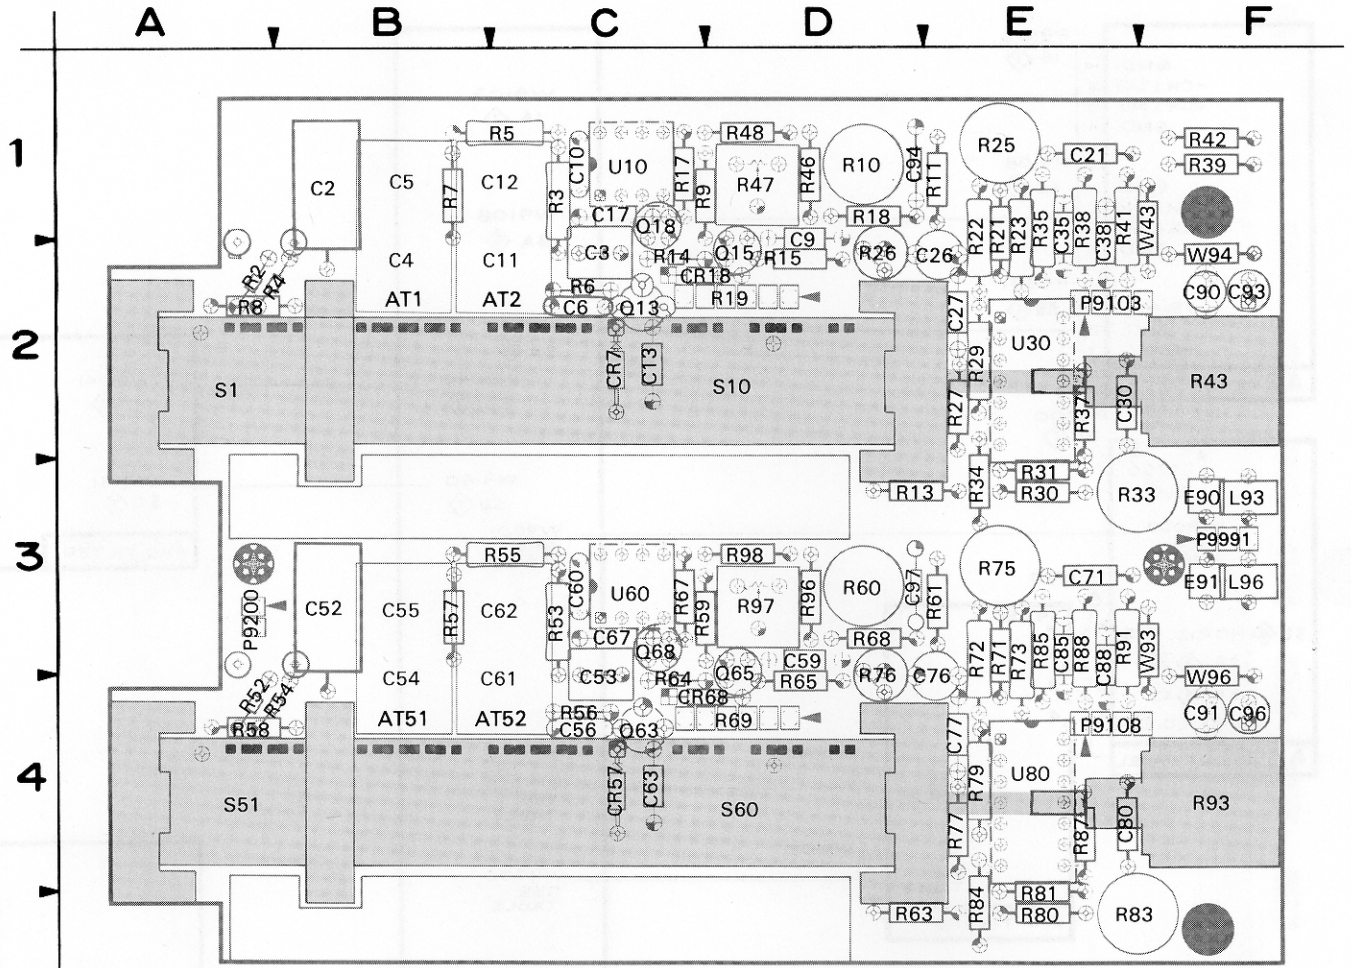 A B C D E F
1
R5 R48 R42
C10 U10 R17 R9 R47 R46 R10 C94 R11 R25 C21 R39
C2 C5 R7 C12 R3
C17 Q18 R18 R22 R21 R23 R35 C35 R38 C38 R41 W43
C4 C11 C3 R14 Q15 C9 R15 R26 C26 W94
R2 R4 CR18
R8 AT1 AT2 R6 C6 Q13 R19 C27 P9103 C90 C93
2
S1 CR7 C13 S10 R27 R29 U30 R37 C30 R43
R13 R34 R31 R30 R33 E90 L93
3
R55 R98 P9991
P9200 C52 C55 R57 C62 R53 C60 U60 R67 R59 R97 R96 R60 C97 R61 R75 C71 E91 L96
C67 Q68 R68 R72 R71 R73 R85 C85 R88 C88 R91 W93
C54 C61 C53 R64 Q65 C59 R65 R76 C76 W96
R52 R54 CR68
R58 AT51 AT52 R56 C56 Q63 R69 C77 P9108 C91 C96
4
S51 CR57 C63 S60 R77 R79 U80 R87 C80 R93
R63 R84 R81 R80 R83